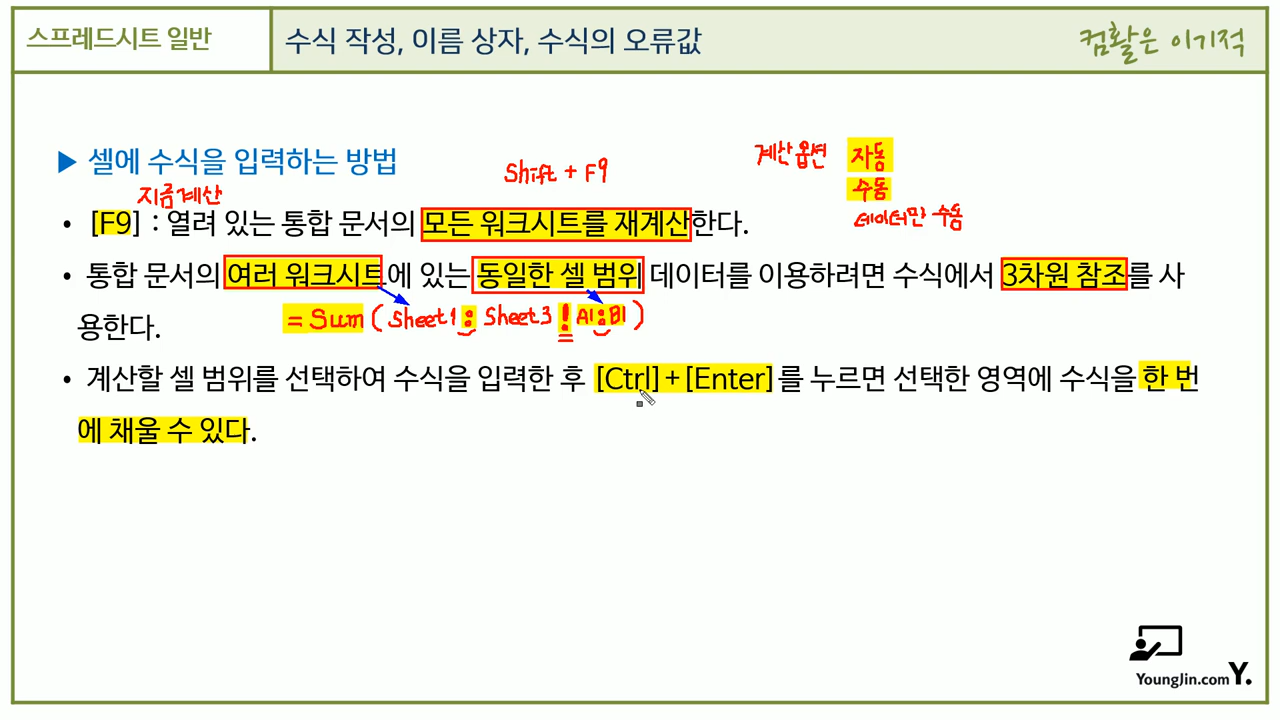 스프레드시트 일반
수식 작성, 이름 상자, 수식의 오류값
컴활은 이기적
▶ 셀에 수식을 입력하는 방법
Shift + F9
계산옵션 자동
수동
데이터만 수동
지금계산
• [F9] : 열려 있는 통합 문서의 모든 워크시트를 재계산한다.
• 통합 문서의 여러 워크시트에 있는 동일한 셀 범위 데이터를 이용하려면 수식에서 3차원 참조를 사
용한다.
=Sum(Sheet1:Sheet3!A1:B1)
• 계산할 셀 범위를 선택하여 수식을 입력한 후 [Ctrl]+[Enter]를 누르면 선택한 영역에 수식을 한 번
에 채울 수 있다.
YoungJin.com Y.